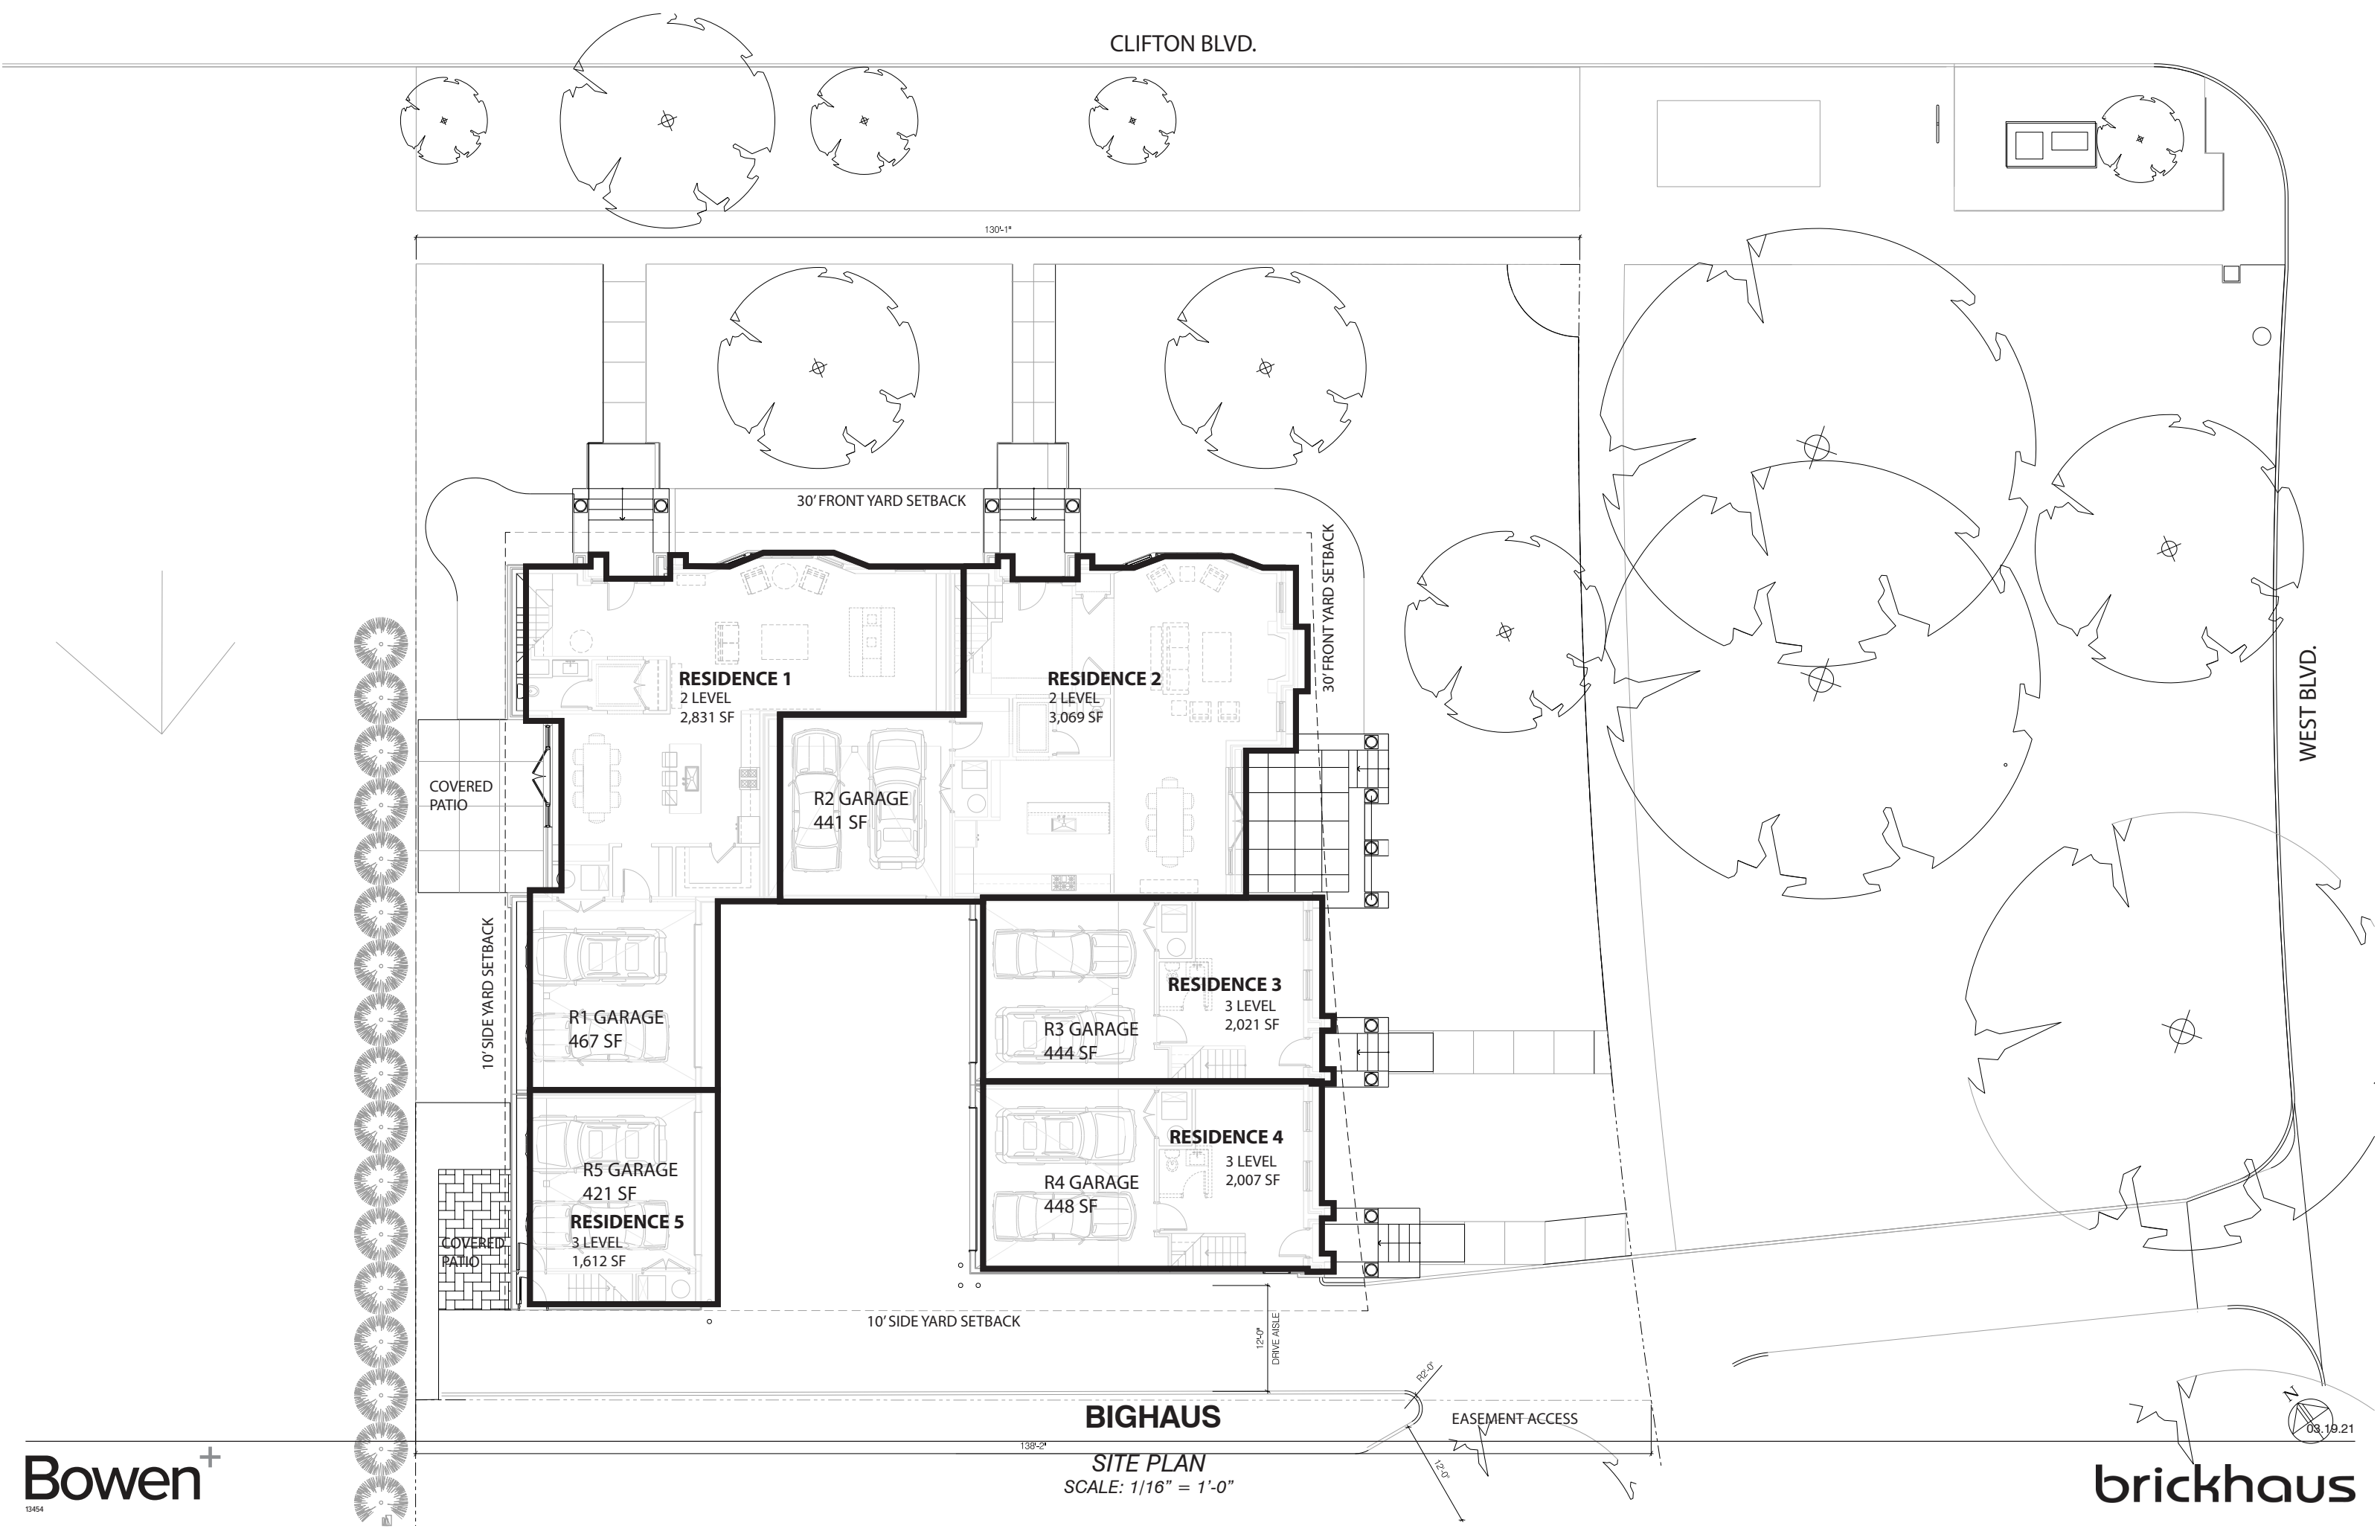 CLIFTON BLVD.
130'-1"
30' FRONT YARD SETBACK
30' FRONT YARD SETBACK
WEST BLVD.
RESIDENCE 1
2 LEVEL
2,831 SF
RESIDENCE 2
2 LEVEL
3,069 SF
COVERED
PATIO
R2 GARAGE
441 SF
10' SIDE YARD SETBACK
R1 GARAGE
467 SF
RESIDENCE 3
3 LEVEL
2,021 SF
R3 GARAGE
444 SF
RESIDENCE 4
3 LEVEL
2,007 SF
R4 GARAGE
448 SF
R5 GARAGE
421 SF
RESIDENCE 5
3 LEVEL
1,612 SF
COVERED
PATIO
10' SIDE YARD SETBACK
12'-0"
DRIVE AISLE
R2'-0"
BIGHAUS
EASEMENT ACCESS
N
03.19.21
138'-2"
12'-0"
SITE PLAN
SCALE: 1/16" = 1'-0"
Bowen+
13454
brickhaus